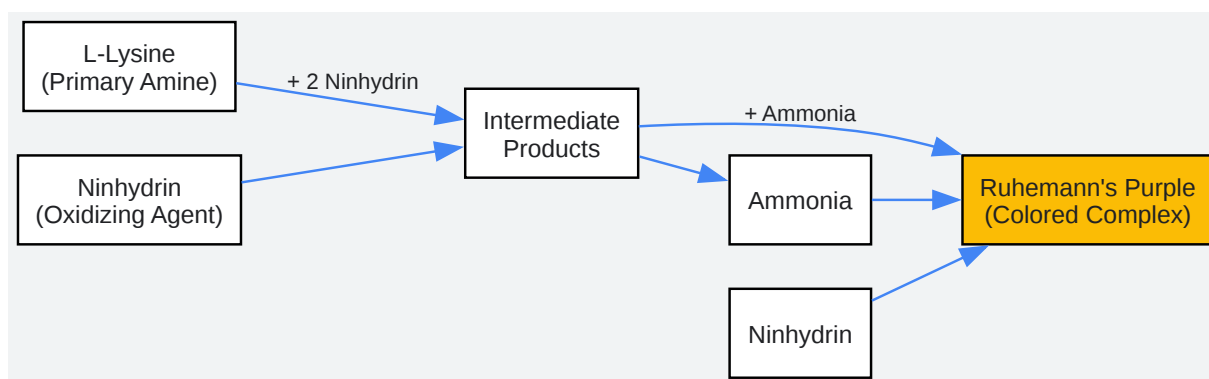 L-Lysine
(Primary Amine)
+ 2 Ninhydrin
Ninhydrin
(Oxidizing Agent)
Intermediate
Products
+ Ammonia
Ammonia
Ninhydrin
Ruhemann's Purple
(Colored Complex)